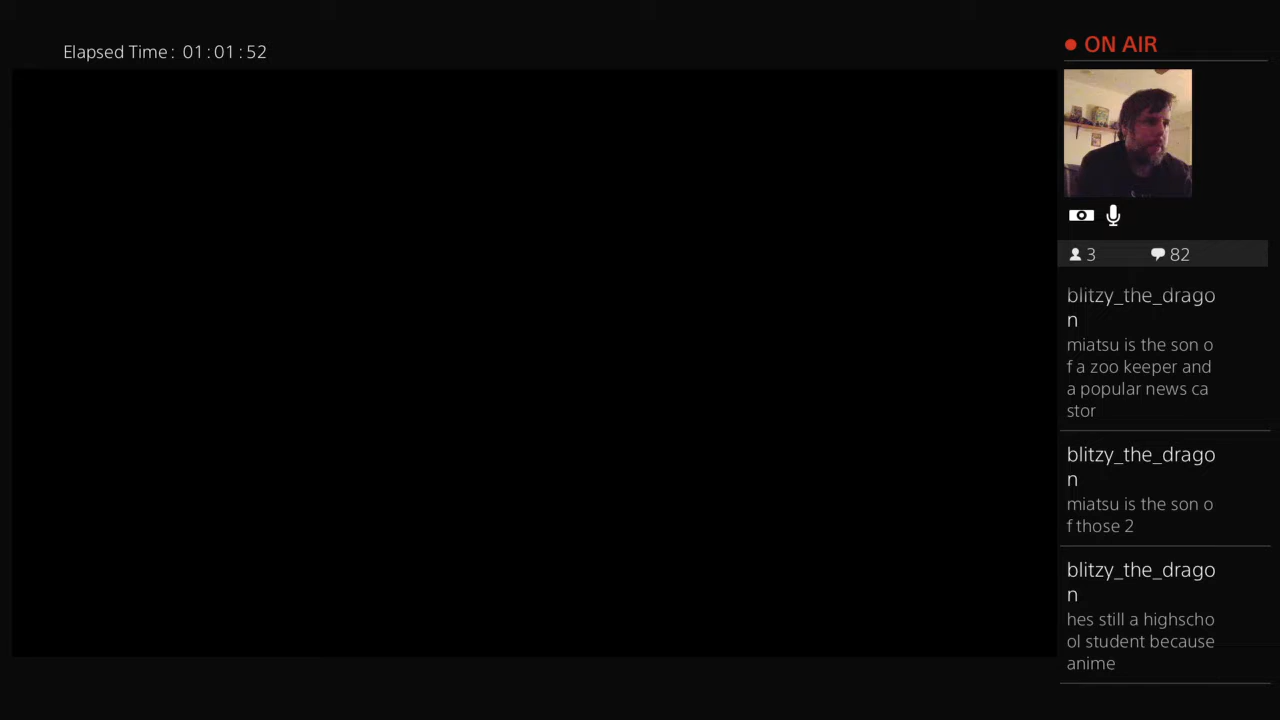 Elapsed Time: 01:01:52
ON AIR
3
82
blitzy_the_drago
n
miatsu is the son o
f a zoo keeper and
a popular news ca
stor
blitzy_the_drago
n
miatsu is the son o
f those 2
blitzy_the_drago
n
hes still a highscho
ol student because
anime